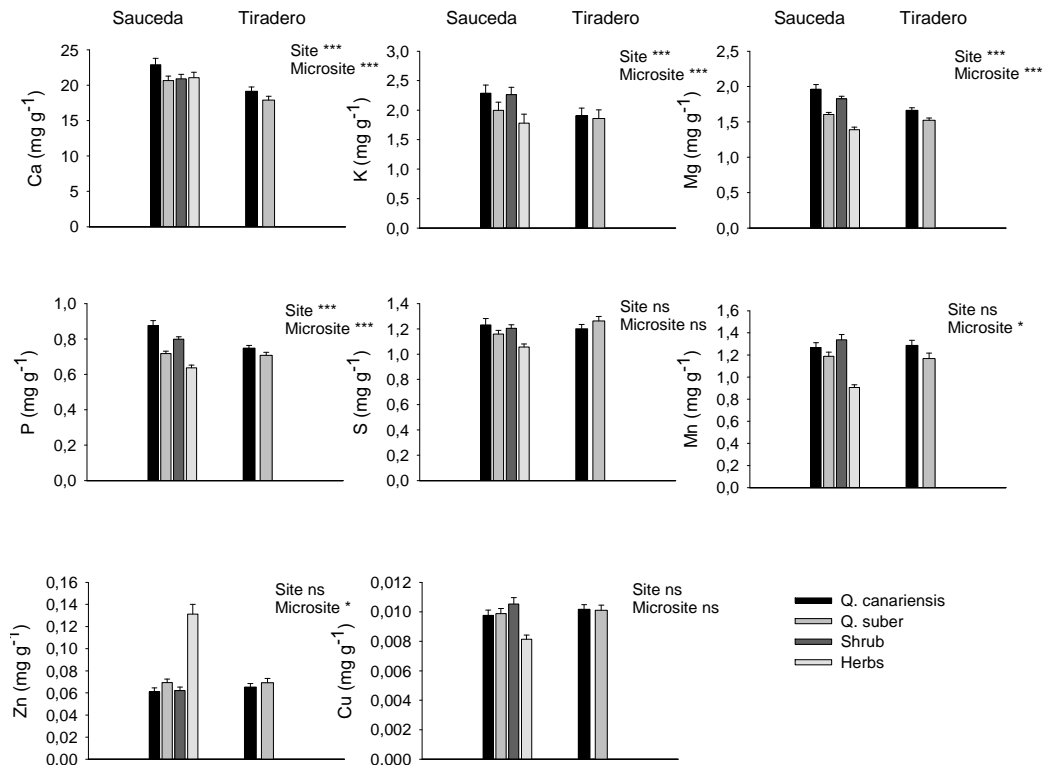 Sauceda Tiradero Sauceda Tiradero Sauceda Tiradero
Site ***
Microsite ***
25
20
15
10
5
0
Ca (mg g-1)
Site ***
Microsite ***
3,0
2,5
2,0
1,5
1,0
0,5
0,0
K (mg g-1)
Site ***
Microsite ***
2,5
2,0
1,5
1,0
0,5
0,0
Mg (mg g-1)
Site ***
Microsite ***
1,0
0,8
0,6
0,4
0,2
0,0
P (mg g-1)
Site ns
Microsite ns
1,4
1,2
1,0
0,8
0,6
0,4
0,2
0,0
S (mg g-1)
Site ns
Microsite *
1,6
1,4
1,2
1,0
0,8
0,6
0,4
0,2
0,0
Mn (mg g-1)
Site ns
Microsite *
0,16
0,14
0,12
0,10
0,08
0,06
0,04
0,02
0.00
Zn (mg g-1)
Site ns
Microsite ns
0,012
0,010
0,008
0,006
0,004
0,002
0.000
Cu (mg g-1)
Q. canariensis
Q. suber
Shrub
Herbs